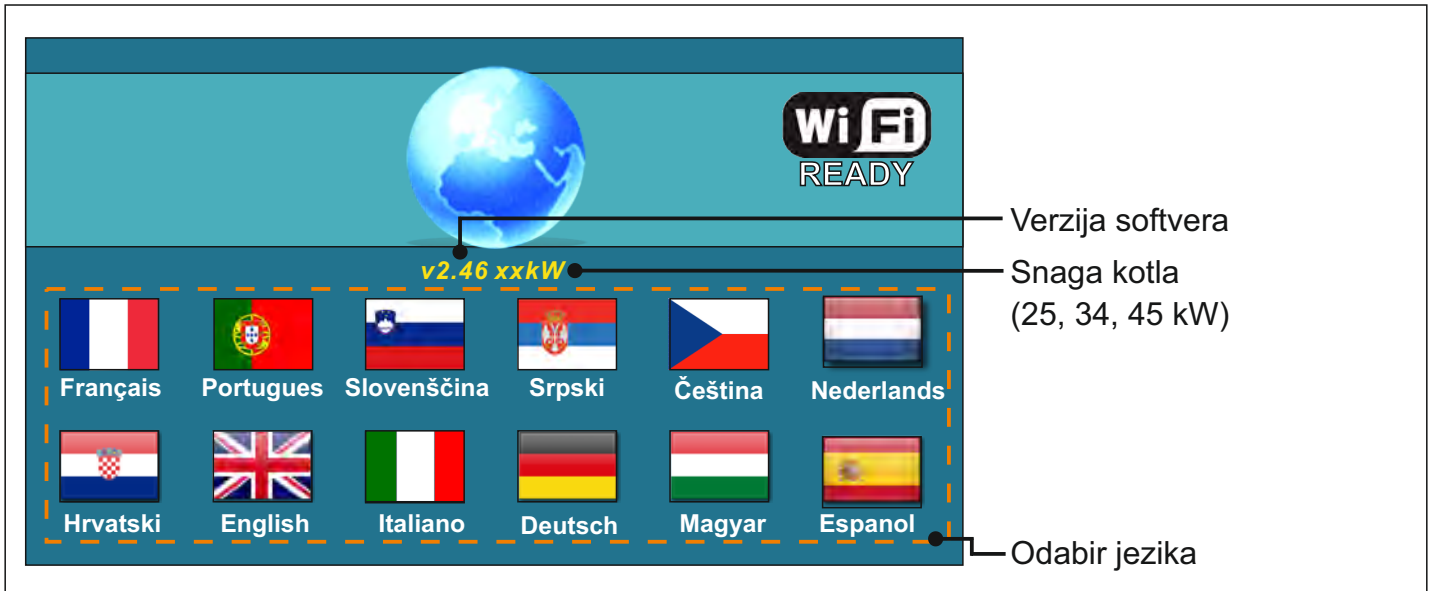 Wi Fi
READY
Verzija softvera
v2.46 xxkW
Snaga kotla
(25, 34, 45 kW)
Français Portugues Slovenščina Srpski Čeština Nederlands
Hrvatski English Italiano Deutsch Magyar Espanol
Odabir jezika